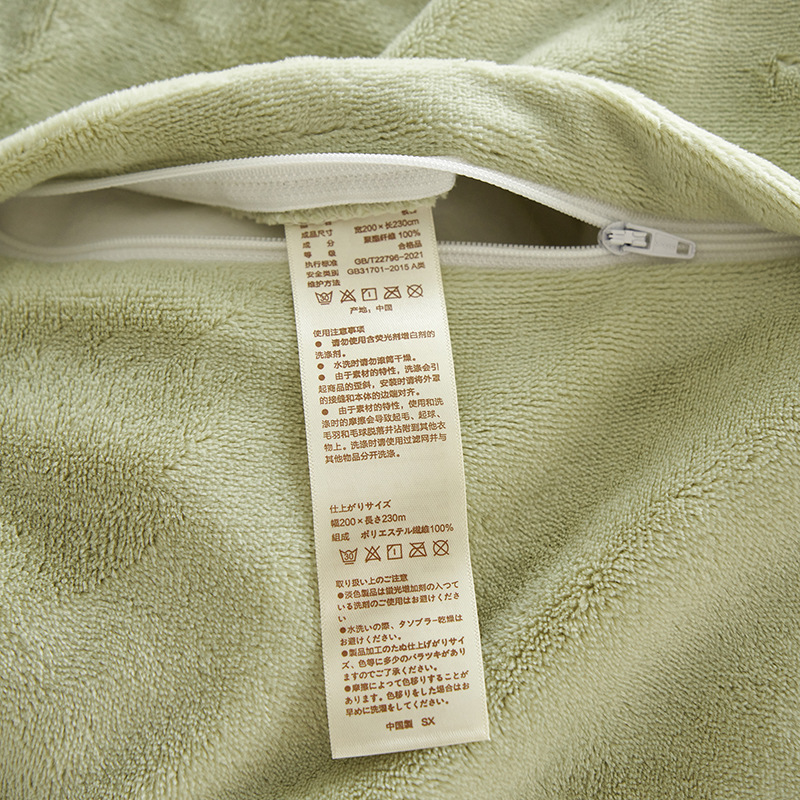 成品尺寸 宽200×长230cm
成 分 聚酯纤维 100%
等 级 合格品
执行标准 GB/T22796-2021
安全类别 GB31701-2015 A类
维护方法
30
产地：中国
使用注意事项
● 请勿使用含荧光剂增白剂的
洗涤剂。
● 水洗时请勿滚筒干燥。
● 由于素材的特性，洗涤会引
起商品的歪斜，安装时请将外罩
的接缝和本体的边端对齐。
● 由于素材的特性，使用和洗
涤时的摩擦会导致起毛、起球、
毛羽和毛球脱落并沾附到其他衣
物上。洗涤时请使用过滤网并与
其他物品分开洗涤。
仕上がりサイズ
幅200×長さ230m
組成 ポリエステル繊維100%
30
取り扱い上のご注意
●淡色製品は蛍光増加剤の入つて
いる洗剤のご使用はお避けくださ
い
●水洗いの際、タソブラ-乾燥は
お避けください。
●製品加工のたぬ仕上げがりサイ
ズ、色等に多少のバラツキがあり
ますのでご了承ください。
●摩擦によって色移りすることが
あります。色移りをした場合はお
早めに洗濯をしてください。
中国製 SX